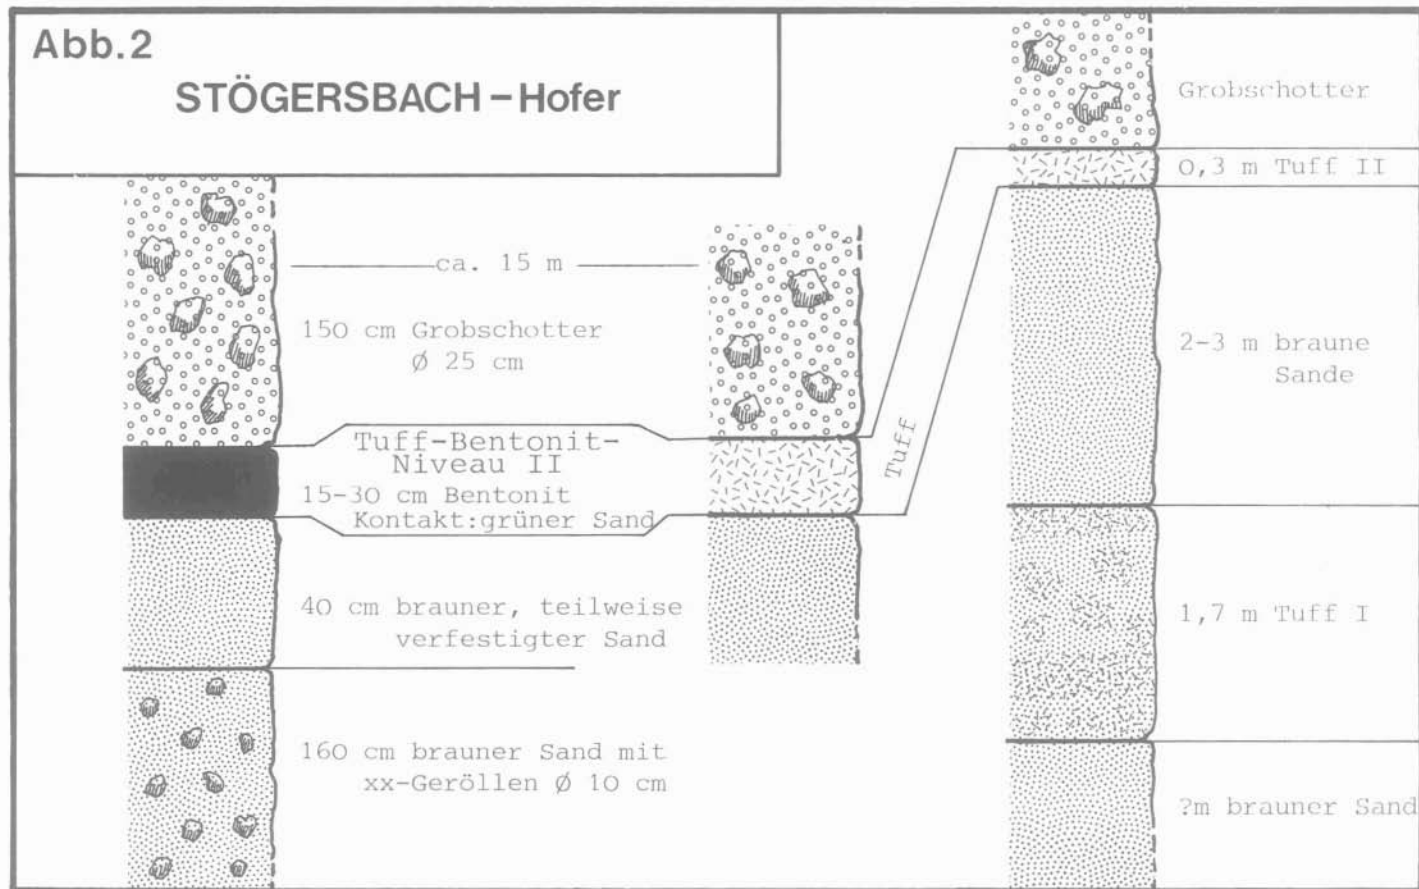 Abb.2
STÖGERSBACH – Hofer
ca. 15 m
150 cm Grobschotter
Ø 25 cm
Tuff-Bentonit-
Niveau II
15-30 cm Bentonit
Kontakt:grüner Sand
40 cm brauner, teilweise
verfestigter Sand
160 cm brauner Sand mit
xx-Geröllen Ø 10 cm
Tuff
Grobschotter
0,3 m Tuff II
2-3 m braune
Sande
1,7 m Tuff I
?m brauner Sand